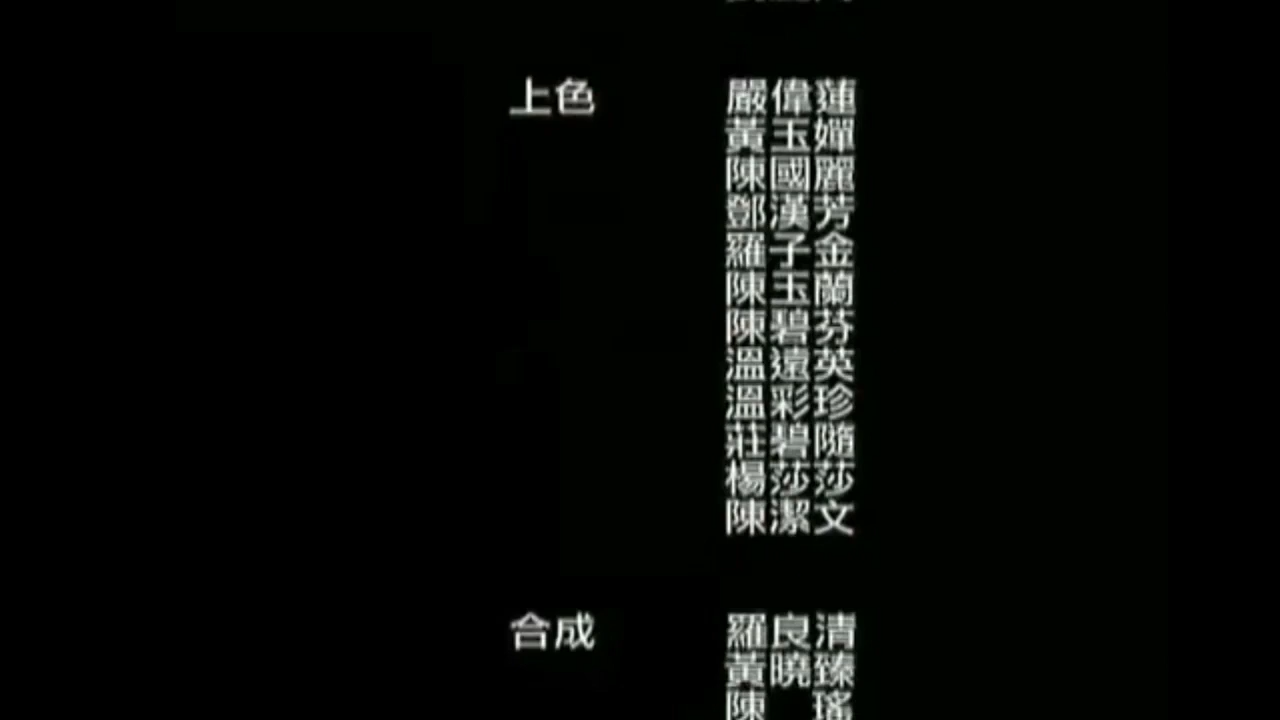 上色 嚴偉蓮
黃玉嬋
陳國麗
鄧漢芳
羅子金
陳玉蘭
陳碧芬
溫遠英
溫彩珍
莊碧隨
楊莎莎
陳潔文
合成 羅良清
黃曉臻
陳 瑤